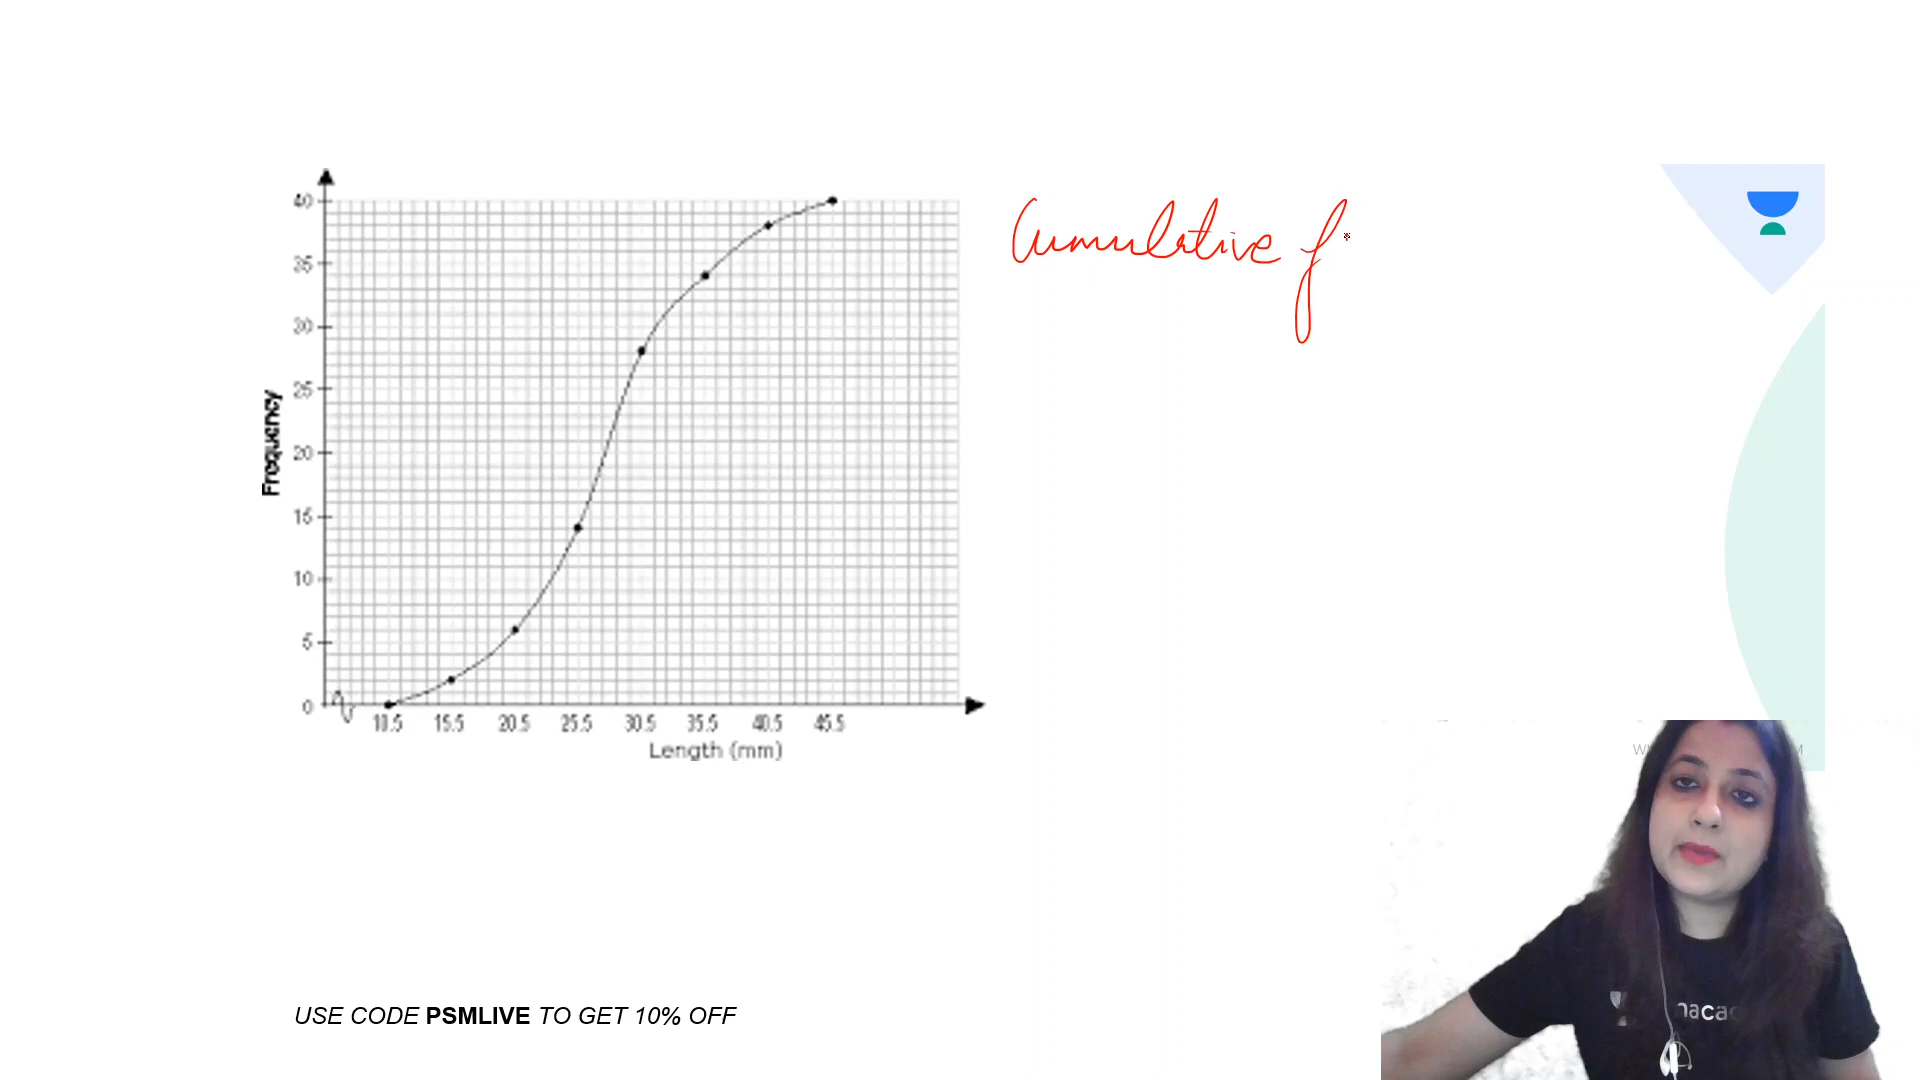 Cumulative f
40
35
30
25
20
15
10
5
0
Frequency
10.5 15.5 20.5 25.5 30.5 35.5 40.5 45.5
Length (mm)
USE CODE PSMLIVE TO GET 10% OFF